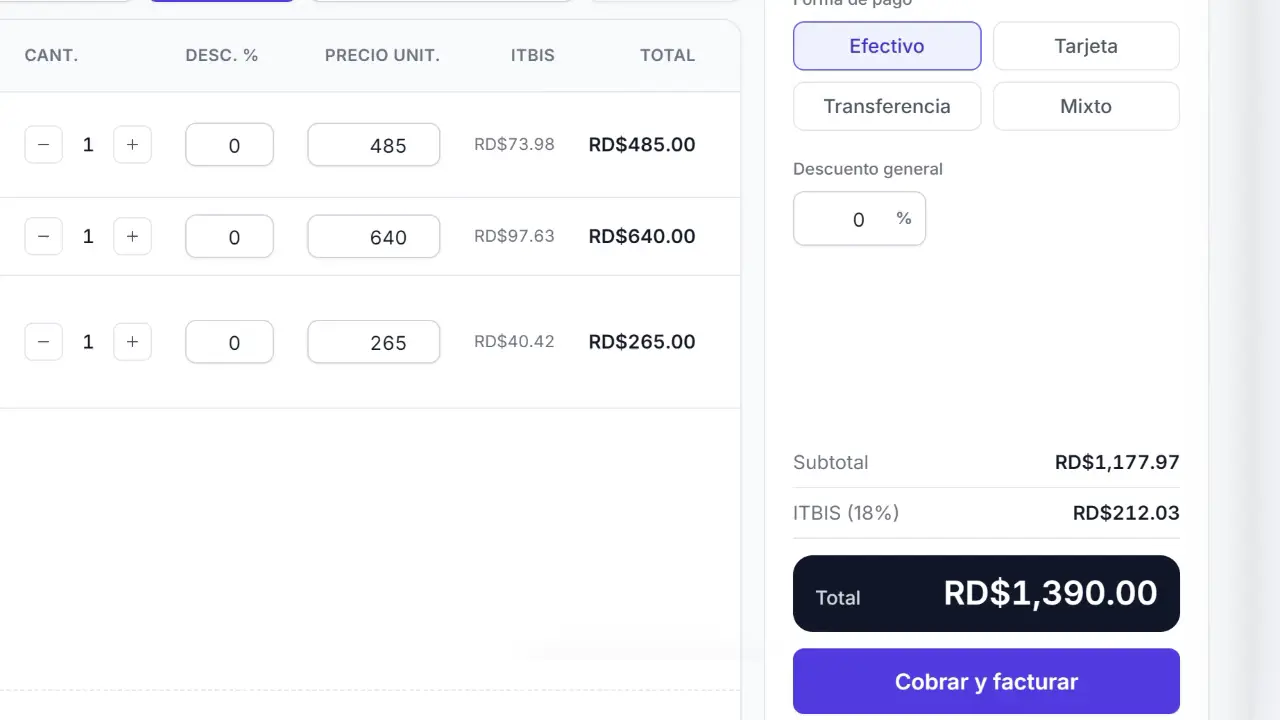 CANT. DESC. % PRECIO UNIT. ITBIS TOTAL
− 1 + 0 485 RD$73.98 RD$485.00
− 1 + 0 640 RD$97.63 RD$640.00
− 1 + 0 265 RD$40.42 RD$265.00
Forma de pago
Efectivo Tarjeta
Transferencia Mixto
Descuento general
0 %
Subtotal RD$1,177.97
ITBIS (18%) RD$212.03
Total RD$1,390.00
Cobrar y facturar